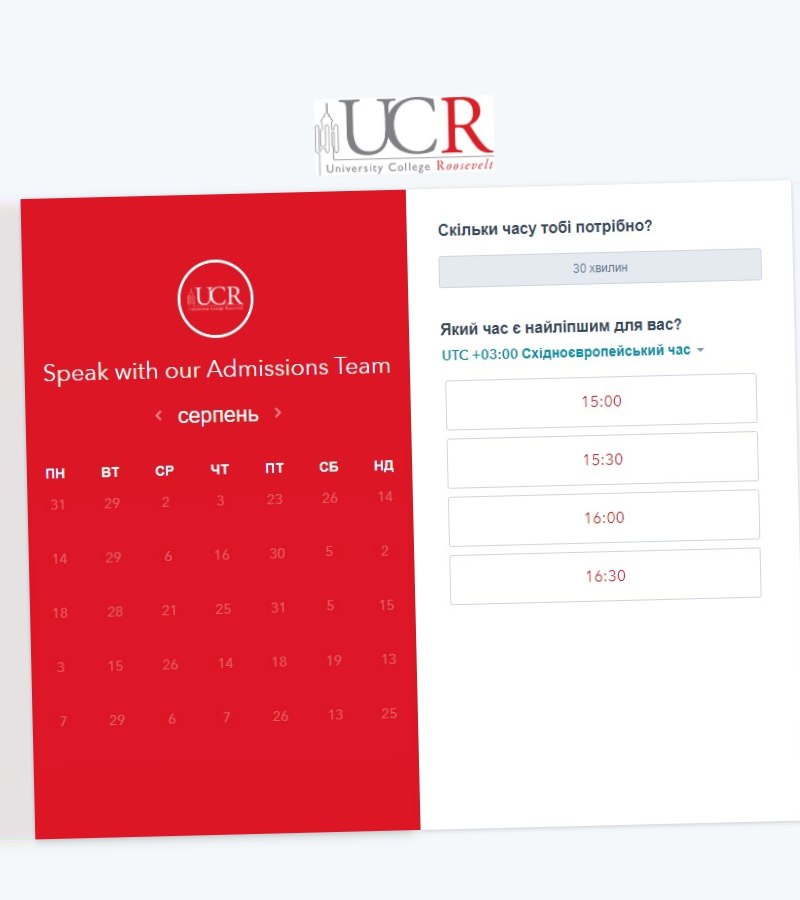 UCR
University College Roosevelt
UCR
Speak with our Admissions Team
серпень
ПН ВТ СР ЧТ ПТ СБ НД
31 29 2 3 23 26 14
14 29 6 16 30 5 2
18 28 21 25 31 5 15
3 15 26 14 18 19 13
7 29 6 7 26 13 25
Скільки часу тобі потрібно?
30 хвилин
Який час є найліпшим для вас?
UTC +03:00 Східноєвропейський час
15:00
15:30
16:00
16:30